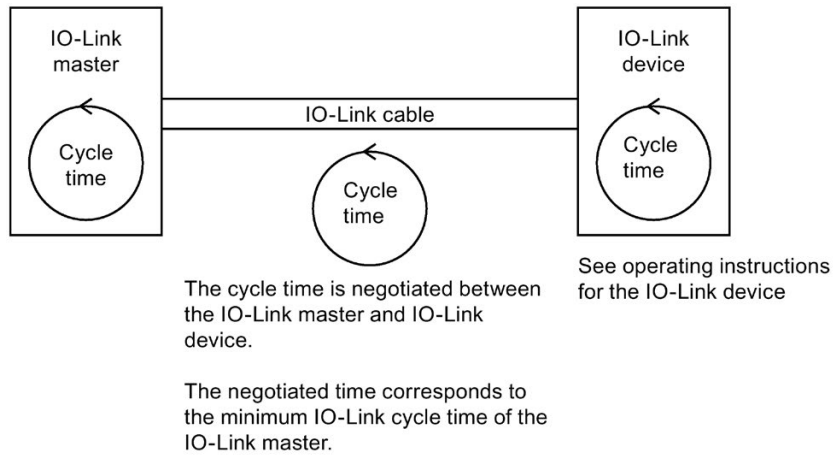 IO-Link
master
IO-Link
device
IO-Link cable
Cycle
time
Cycle
time
Cycle
time
The cycle time is negotiated between
the IO-Link master and IO-Link
device.
The negotiated time corresponds to
the minimum IO-Link cycle time of the
IO-Link master.
See operating instructions
for the IO-Link device